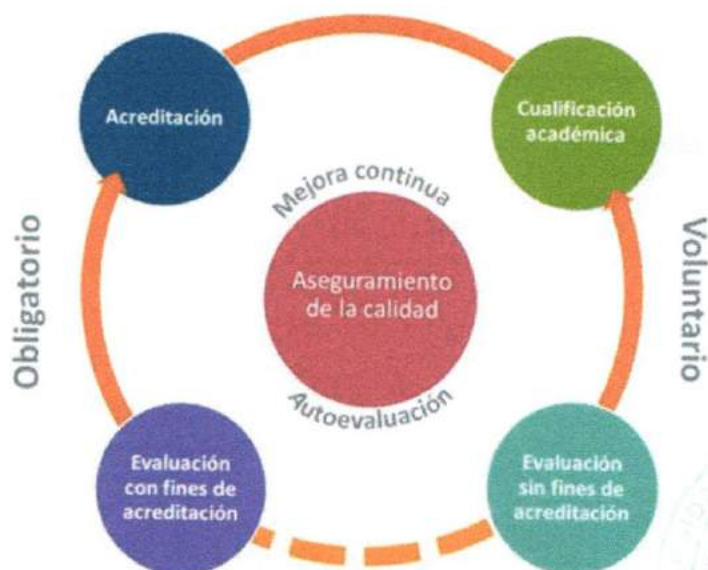 Acreditación
Cualificación
académica
Mejora continua
Aseguramiento
de la calidad
Autoevaluación
Obligatorio
Voluntario
Evaluación
con fines de
acreditación
Evaluación
sin fines de
acreditación